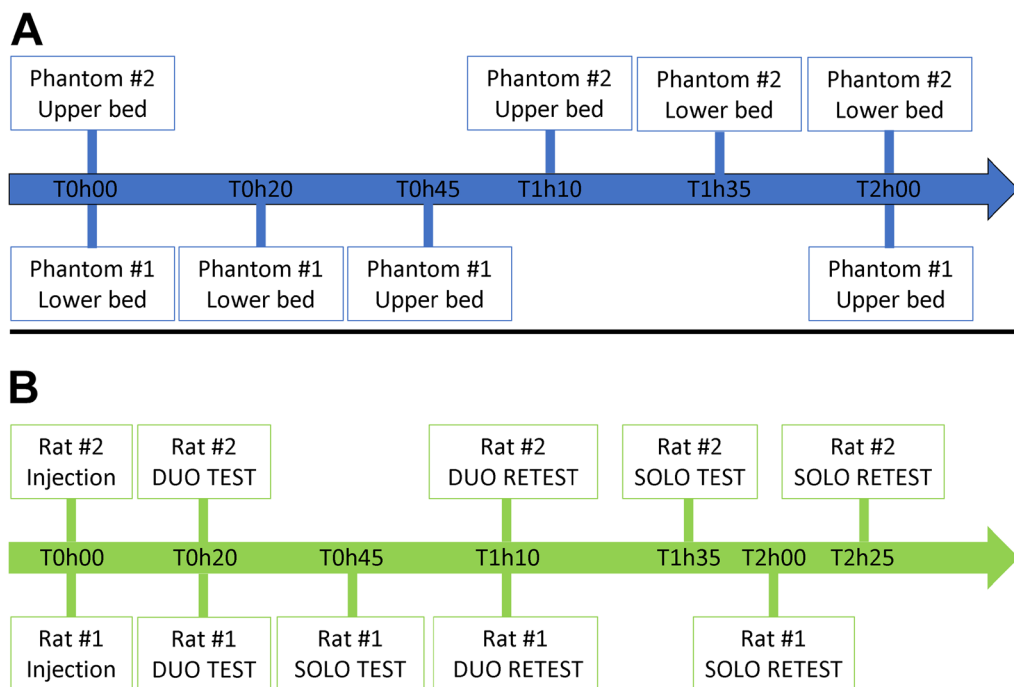 A
Phantom #2
Upper bed
Phantom #2
Upper bed
Phantom #2
Lower bed
Phantom #2
Lower bed
T0h00
T0h20
T0h45
T1h10
T1h35
T2h00
Phantom #1
Lower bed
Phantom #1
Lower bed
Phantom #1
Upper bed
Phantom #1
Upper bed
B
Rat #2
Injection
Rat #2
DUO TEST
Rat #2
DUO RETEST
Rat #2
SOLO TEST
Rat #2
SOLO RETEST
T0h00
T0h20
T0h45
T1h10
T1h35
T2h00
T2h25
Rat #1
Injection
Rat #1
DUO TEST
Rat #1
SOLO TEST
Rat #1
DUO RETEST
Rat #1
SOLO RETEST